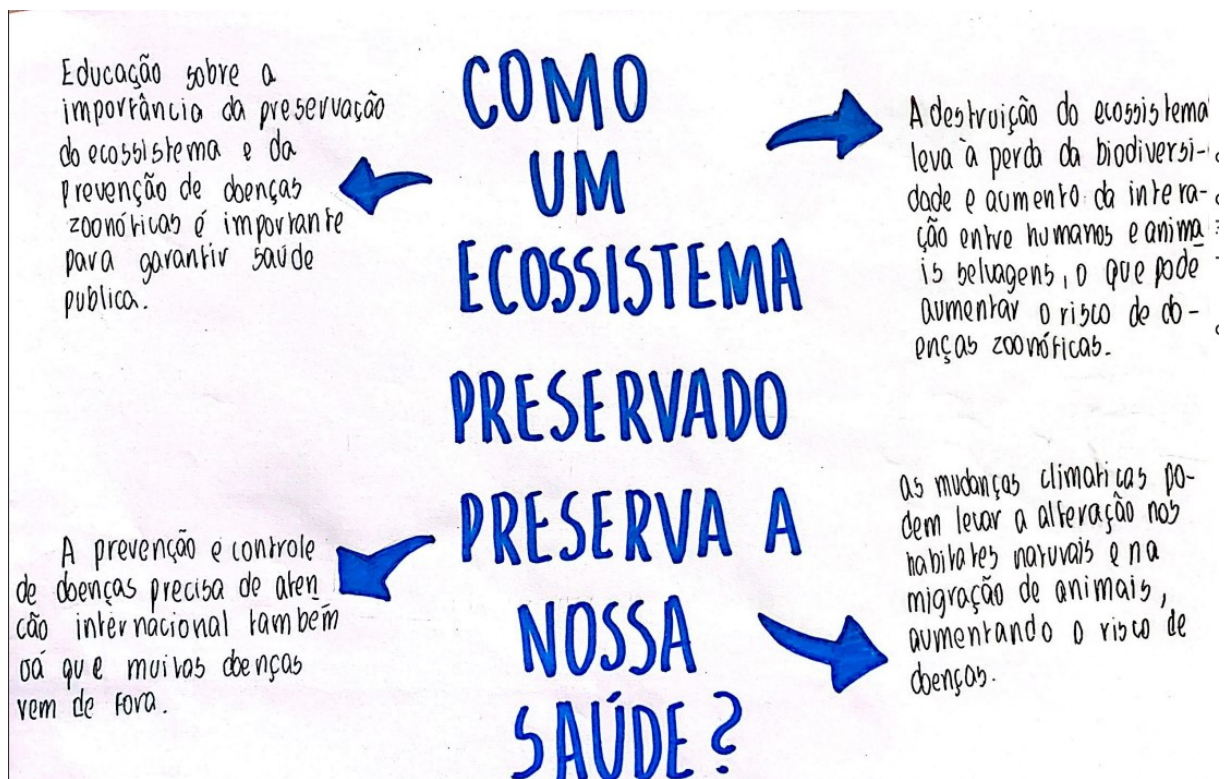 COMO
UM
ECOSSISTEMA
PRESERVADO
PRESERVA A
NOSSA
SAÚDE?
Educação sobre a
importância da preservação
do ecossistema e da
prevenção de doenças
zoonóticas é importante
para garantir saúde
publica.
A destruição do ecossistema
leva à perda da biodiversi-
dade e aumento da intera-
ção entre humanos e anima
is selvagens, o que pode
aumentar o risco de do-
enças zoonóticas.
A prevenção e controle
de doenças precisa de aten
cão internacional também
que muitas doenças
vem de fora.
as mudanças climaticas po-
dem levar a alteração nos
habitates naturais e na
migração de animais,
aumentando o risco de
doenças.